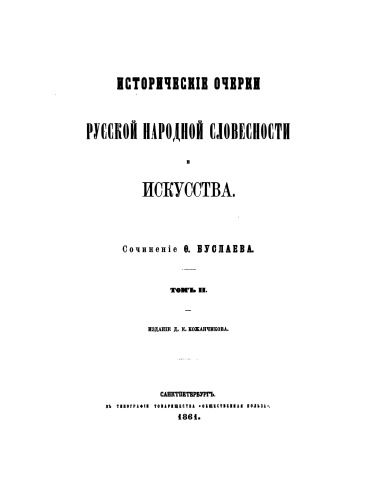 ИСТОРИЧЕСКІЕ ОЧЕРКИ
РУССКОЙ НАРОДНОЙ СЛОВЕСНОСТИ
И
ИСКУССТВА.
Сочиненіе Ѳ. БУСЛАЕВА.
ТОМЪ II.
ИЗДАНІЕ Д. Е. КОЖАНЧИКОВА.
САНКТПЕТЕРБУРГЪ.
ВЪ ТИПОГРАФІИ ТОВАРИЩЕСТВА «ОБЩЕСТВЕННАЯ ПОЛЬЗА».
1861.